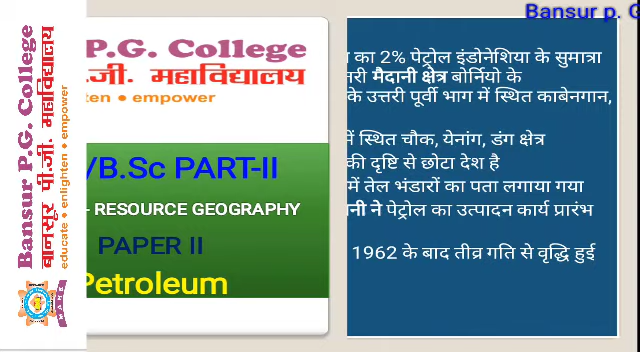 Bansur p. G
Bansur P.G. College
बानसूर पी.जी. महाविद्यालय
educate ● enlighten ● empower
P.G. College
.जी. महाविद्यालय
ten ● empower
/B.Sc PART-II
- RESOURCE GEOGRAPHY
PAPER II
Petroleum
का 2% पेट्रोल इंडोनेशिया के सुमात्रा
तरी मैदानी क्षेत्र बोर्नियो के
के उत्तरी पूर्वी भाग में स्थित काबेनगान,
में स्थित चौक, येनांग, डंग क्षेत्र
की दृष्टि से छोटा देश है
में तेल भंडारों का पता लगाया गया
नी ने पेट्रोल का उत्पादन कार्य प्रारंभ
1962 के बाद तीव्र गति से वृद्धि हुई